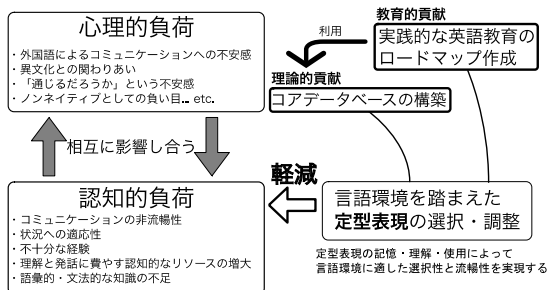 心理的負荷
・外国語によるコミュニケーションへの不安感
・異文化との関わりあい
・「通じるだろうか」という不安感
・ノンネイティブとしての負い目... etc.
利用
教育的貢献
実践的な英語教育の
ロードマップ作成
理論的貢献
コアデータベースの構築
相互に影響し合う
軽減
認知的負荷
・コミュニケーションの非流暢性
・状況への適応性
・不十分な経験
・理解と発話に費やす認知的なリソースの増大
・語彙的・文法的な知識の不足
言語環境を踏まえた
定型表現の選択・調整
定型表現の記憶・理解・使用によって
言語環境に適した選択性と流暢性を実現する